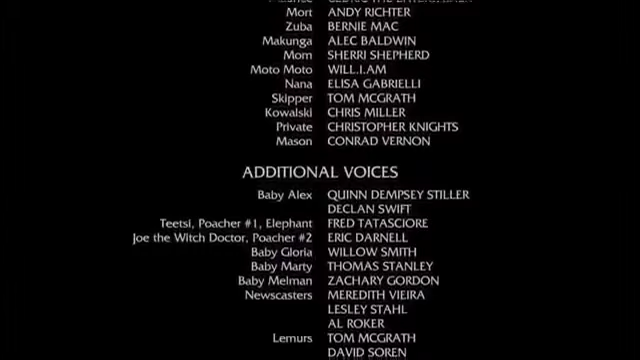 Mort ANDY RICHTER
Zuba BERNIE MAC
Makunga ALEC BALDWIN
Mom SHERRI SHEPHERD
Moto Moto WILL.I.AM
Nana ELISA GABRIELLI
Skipper TOM MCGRATH
Kowalski CHRIS MILLER
Private CHRISTOPHER KNIGHTS
Mason CONRAD VERNON
ADDITIONAL VOICES
Baby Alex QUINN DEMPSEY STILLER
DECLAN SWIFT
Teetsi, Poacher #1, Elephant FRED TATASCIORE
Joe the Witch Doctor, Poacher #2 ERIC DARNELL
Baby Gloria WILLOW SMITH
Baby Marty THOMAS STANLEY
Baby Melman ZACHARY GORDON
Newscasters MEREDITH VIEIRA
LESLEY STAHL
AL ROKER
Lemurs TOM MCGRATH
DAVID SOREN